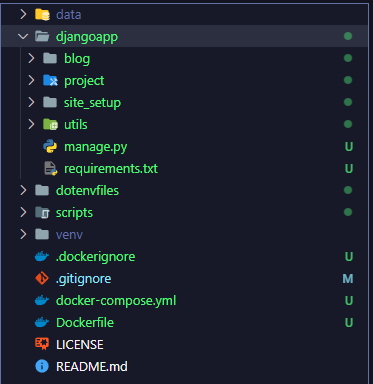 data
djangoapp
blog
project
site_setup
utils
manage.py
U
requirements.txt
U
dotenvfiles
scripts
venv
.dockerignore
U
.gitignore
M
docker-compose.yml
U
Dockerfile
U
LICENSE
README.md